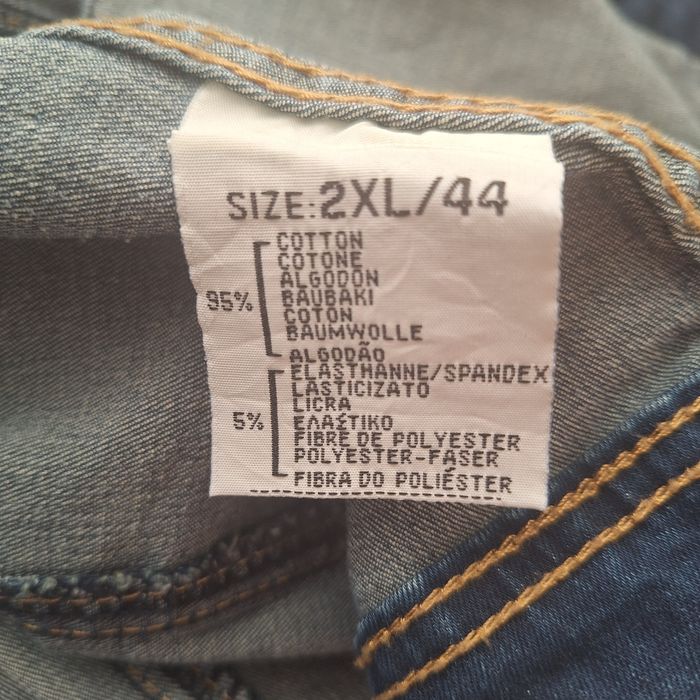 SIZE: 2XL/44
95%
COTTON
COTONE
ALGODON
BAUBAKI
COTON
BAUMWOLLE
ALGODÃO
5%
ELASTHANNE/SPANDEX
LASTICIZATO
LICRA
ΕΛΑΣΤΙΚΟ
FIBRE DE POLYESTER
POLYESTER-FASER
FIBRA DO POLIÉSTER